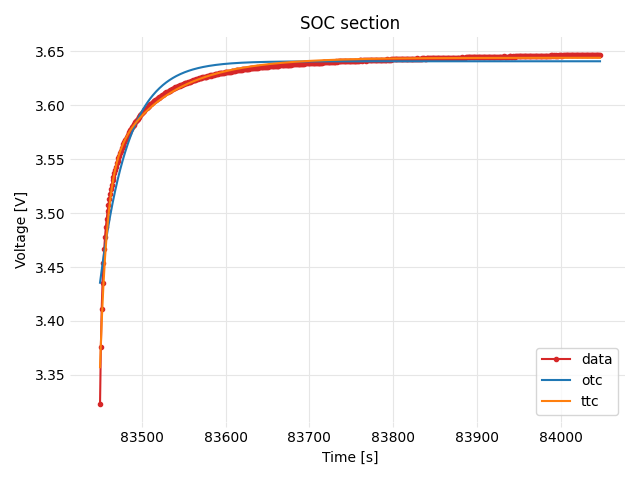 SOC section
Voltage [V]
3.65
3.60
3.55
3.50
3.45
3.40
3.35
83500 83600 83700 83800 83900 84000
Time [s]
data
otc
ttc